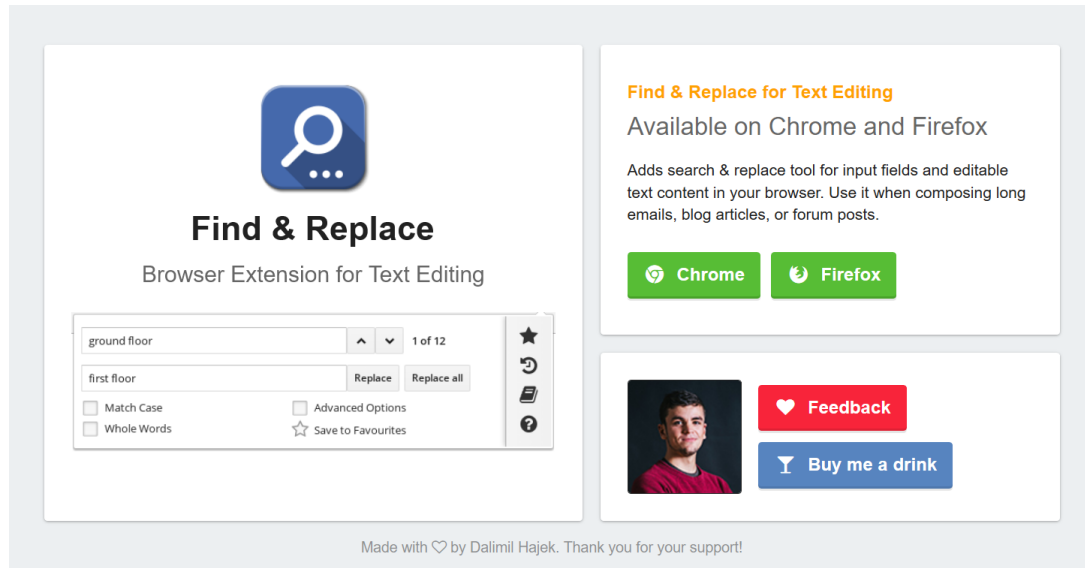 Find & Replace
Browser Extension for Text Editing
ground floor
1 of 12
first floor
Replace
Replace all
Match Case
Advanced Options
Whole Words
Save to Favourites
Find & Replace for Text Editing
Available on Chrome and Firefox
Adds search & replace tool for input fields and editable
text content in your browser. Use it when composing long
emails, blog articles, or forum posts.
Chrome
Firefox
Feedback
Buy me a drink
Made with ♡ by Dalimil Hajek. Thank you for your support!